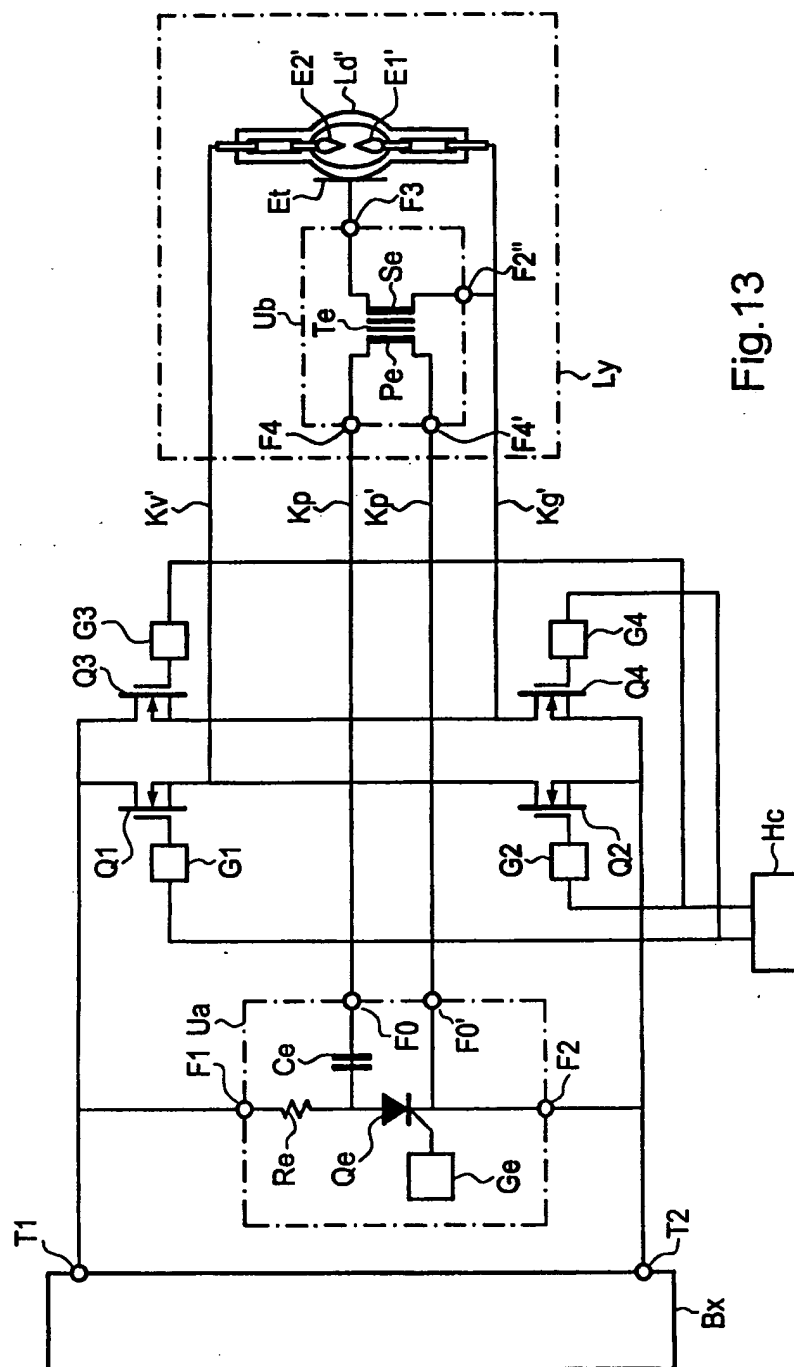 E2'
Ld'
E1'
Et
F3
Ub
Te
Se
Pe
F2"
F4
F4'
Ly
Kv'
Kp
Kp'
Kg'
Q3
G3
Q1
G1
G4
Q4
G2
Q2
Hc
Ua
F1
Ce
F0
F0'
Re
Qe
Ge
F2
T1
T2
Bx
Fig.13